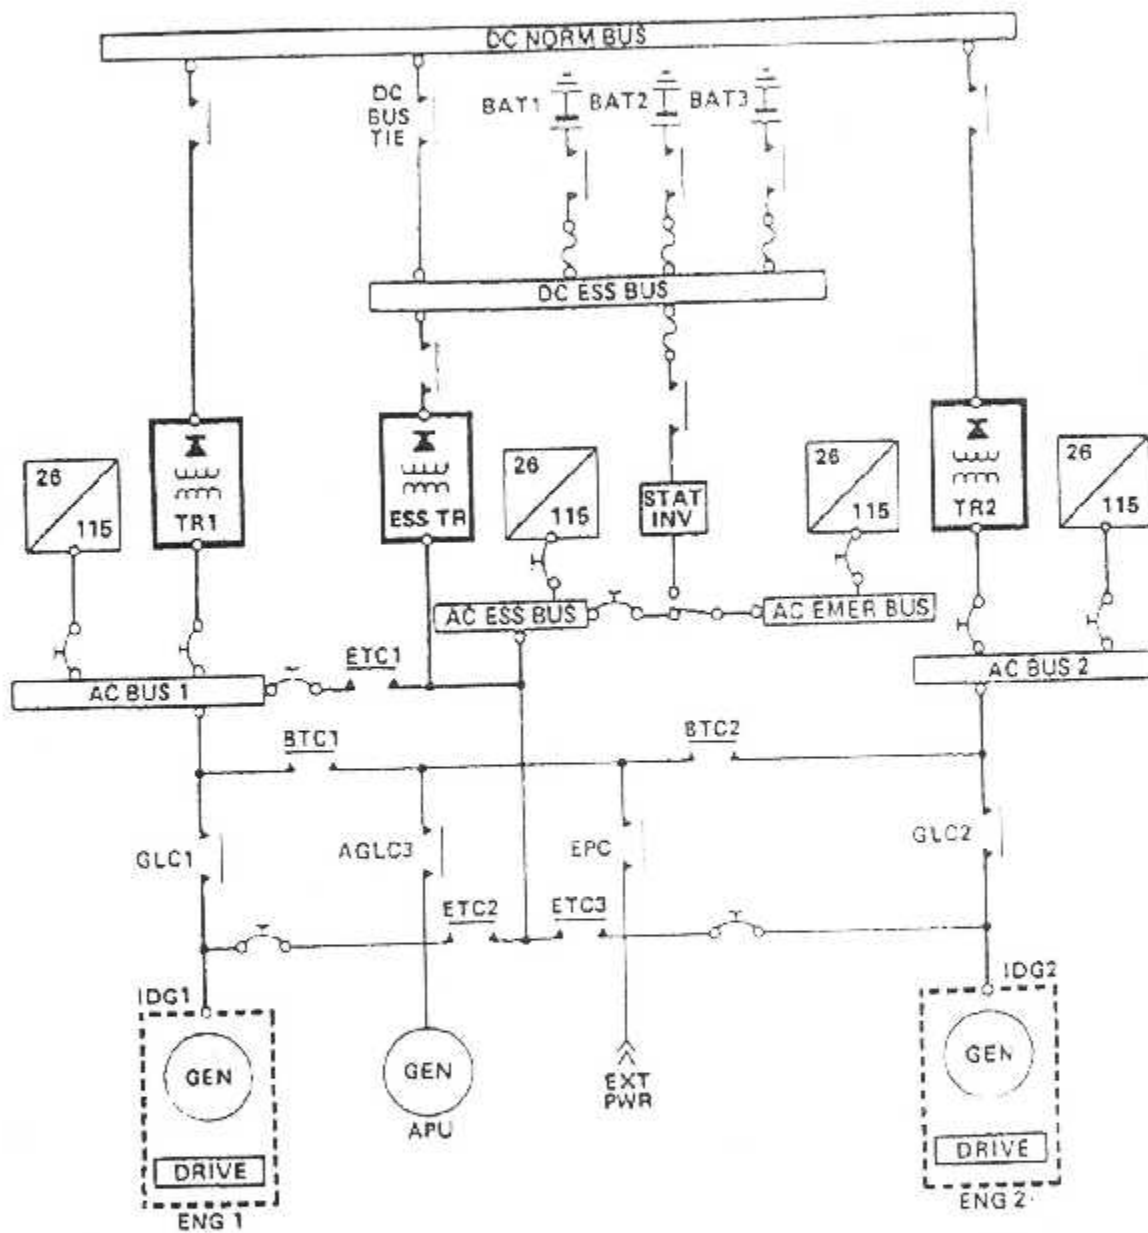 DC NORM BUS
DC
BUS
TIE
BAT1
BAT2
BAT3
DC ESS BUS
26
115
TR1
ESS TR
26
115
STAT
INV
26
115
TR2
26
115
AC ESS BUS
AC EMER BUS
AC BUS 1
ETC1
AC BUS 2
BTC1
BTC2
GLC1
AGLC3
EPC
GLC2
ETC2
ETC3
IDG1
IDG2
GEN
GEN
GEN
EXT
PWR
APU
DRIVE
DRIVE
ENG 1
ENG 2